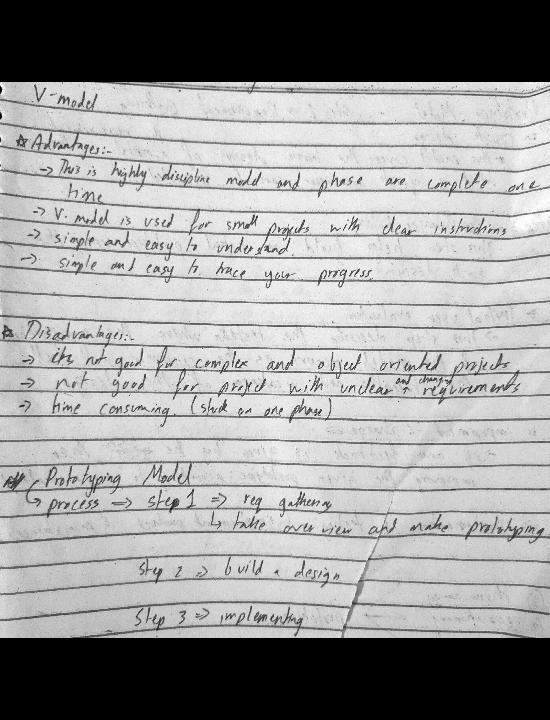 V-model
☆ Advantages:-
→ This is highly discipline model and phase are complete one
time
→ V. model is used for small projects with clear instructions
→ simple and easy to understand.
→ simple and easy to trace your progress.
☆ Disadvantages:-
→ its not good for complex and object oriented projects
→ not good for project with unclear and changing requirements
→ time consuming. (stuck on one phase)
Prototyping Model
process ⇒ step 1 ⇒ req gathering
↳ take over view and make prototyping
step 2 ⇒ build a design
step 3 ⇒ implementing